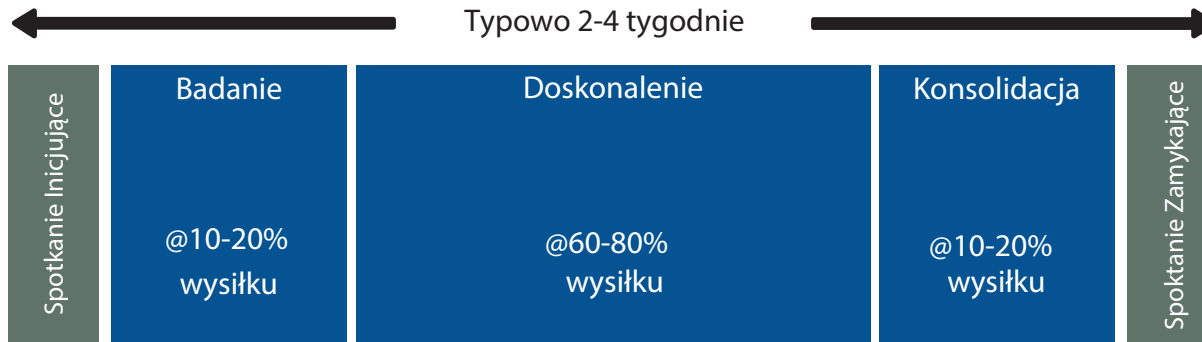 Typowo 2-4 tygodnie
Spotkanie Inicjujące
Badanie
@10-20%
wysiłku
Doskonalenie
@60-80%
wysiłku
Konsolidacja
@10-20%
wysiłku
Spoktanie Zamykające